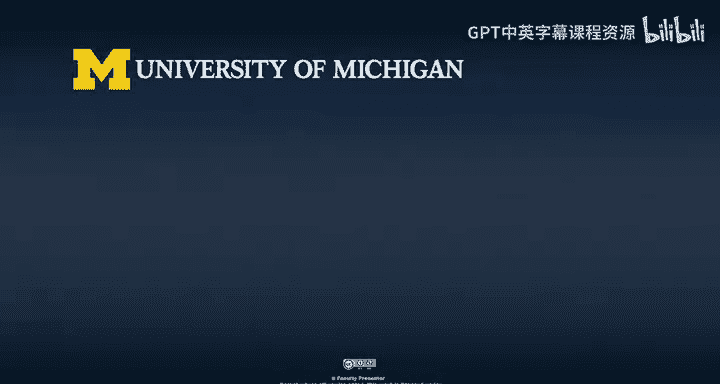 GPT中英字幕课程资源 bilibili
M UNIVERSITY OF MICHIGAN
© Faculty Presenter